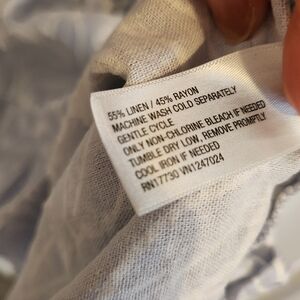 55% LINEN / 45% RAYON
MACHINE WASH COLD SEPARATELY
GENTLE CYCLE
ONLY NON-CHLORINE BLEACH IF NEEDED
TUMBLE DRY LOW, REMOVE PROMPTLY
COOL IRON IF NEEDED
RN17730 VN1247024